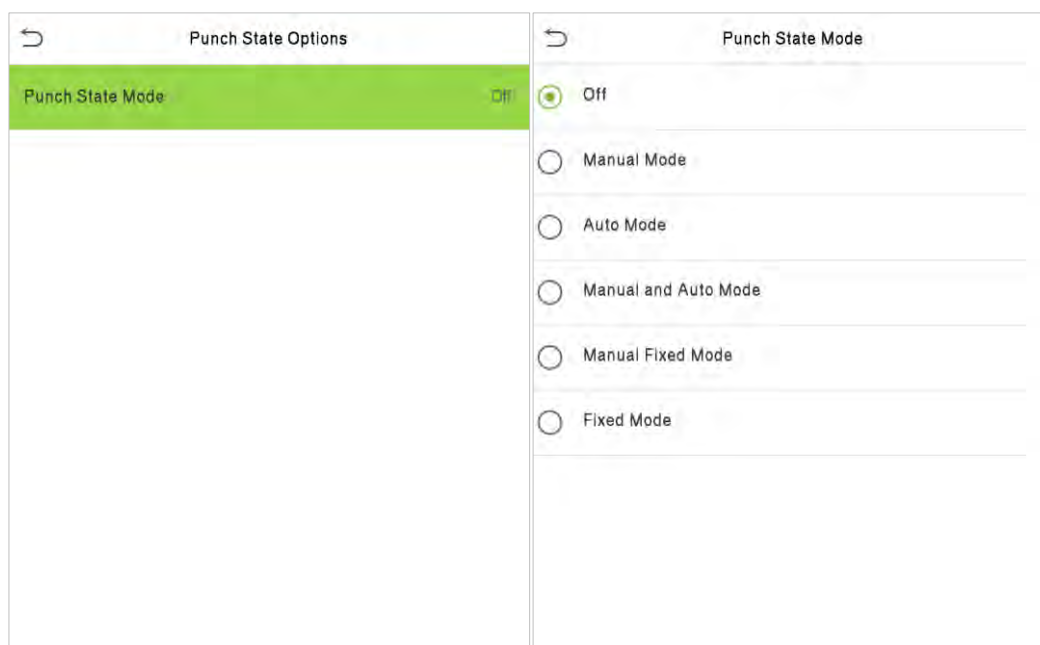 Punch State Options
Punch State Mode Off
Punch State Mode
Off
Manual Mode
Auto Mode
Manual and Auto Mode
Manual Fixed Mode
Fixed Mode